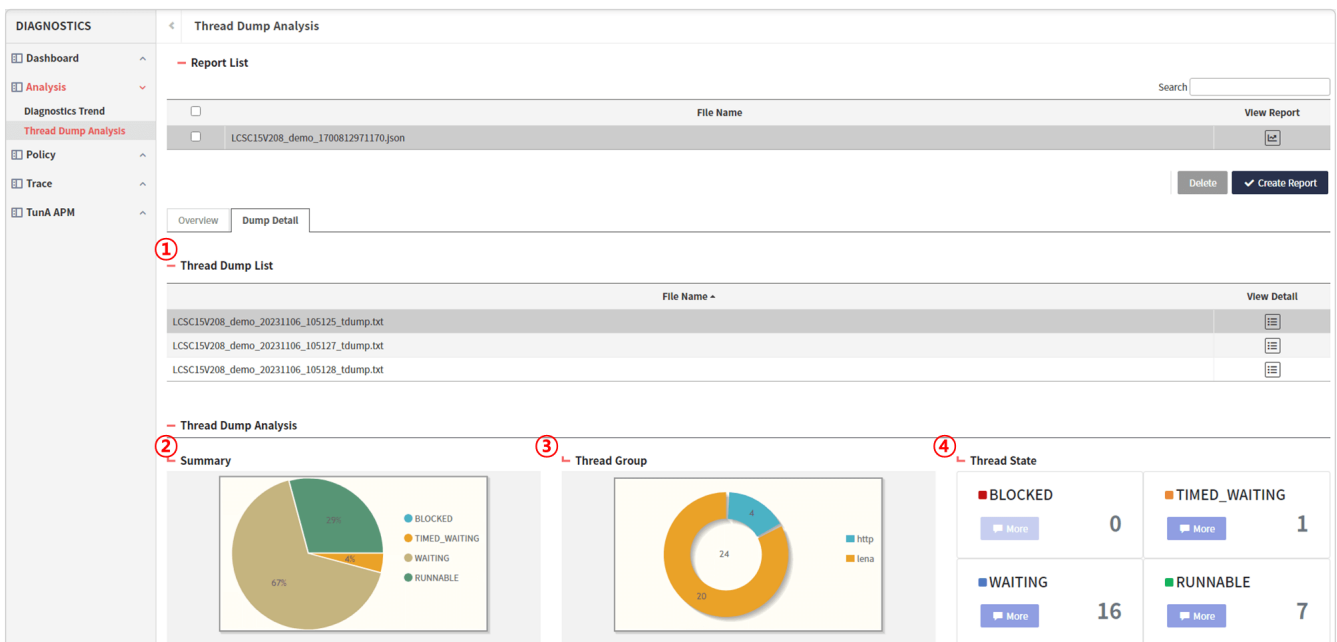 DIAGNOSTICS
Thread Dump Analysis
Dashboard
Analysis
Diagnostics Trend
Thread Dump Analysis
Policy
Trace
TunA APM
Report List
Search
File Name View Report
LCSC15V208_demo_1700812971170.json
Delete Create Report
Overview Dump Detail
①
Thread Dump List
File Name View Detail
LCSC15V208_demo_20231106_105125_tdump.txt
LCSC15V208_demo_20231106_105127_tdump.txt
LCSC15V208_demo_20231106_105128_tdump.txt
Thread Dump Analysis
②
Summary
29%
4%
67%
BLOCKED
TIMED_WAITING
WAITING
RUNNABLE
③
Thread Group
4
24
20
http
lena
④
Thread State
BLOCKED
More 0
TIMED_WAITING
More 1
WAITING
More 16
RUNNABLE
More 7